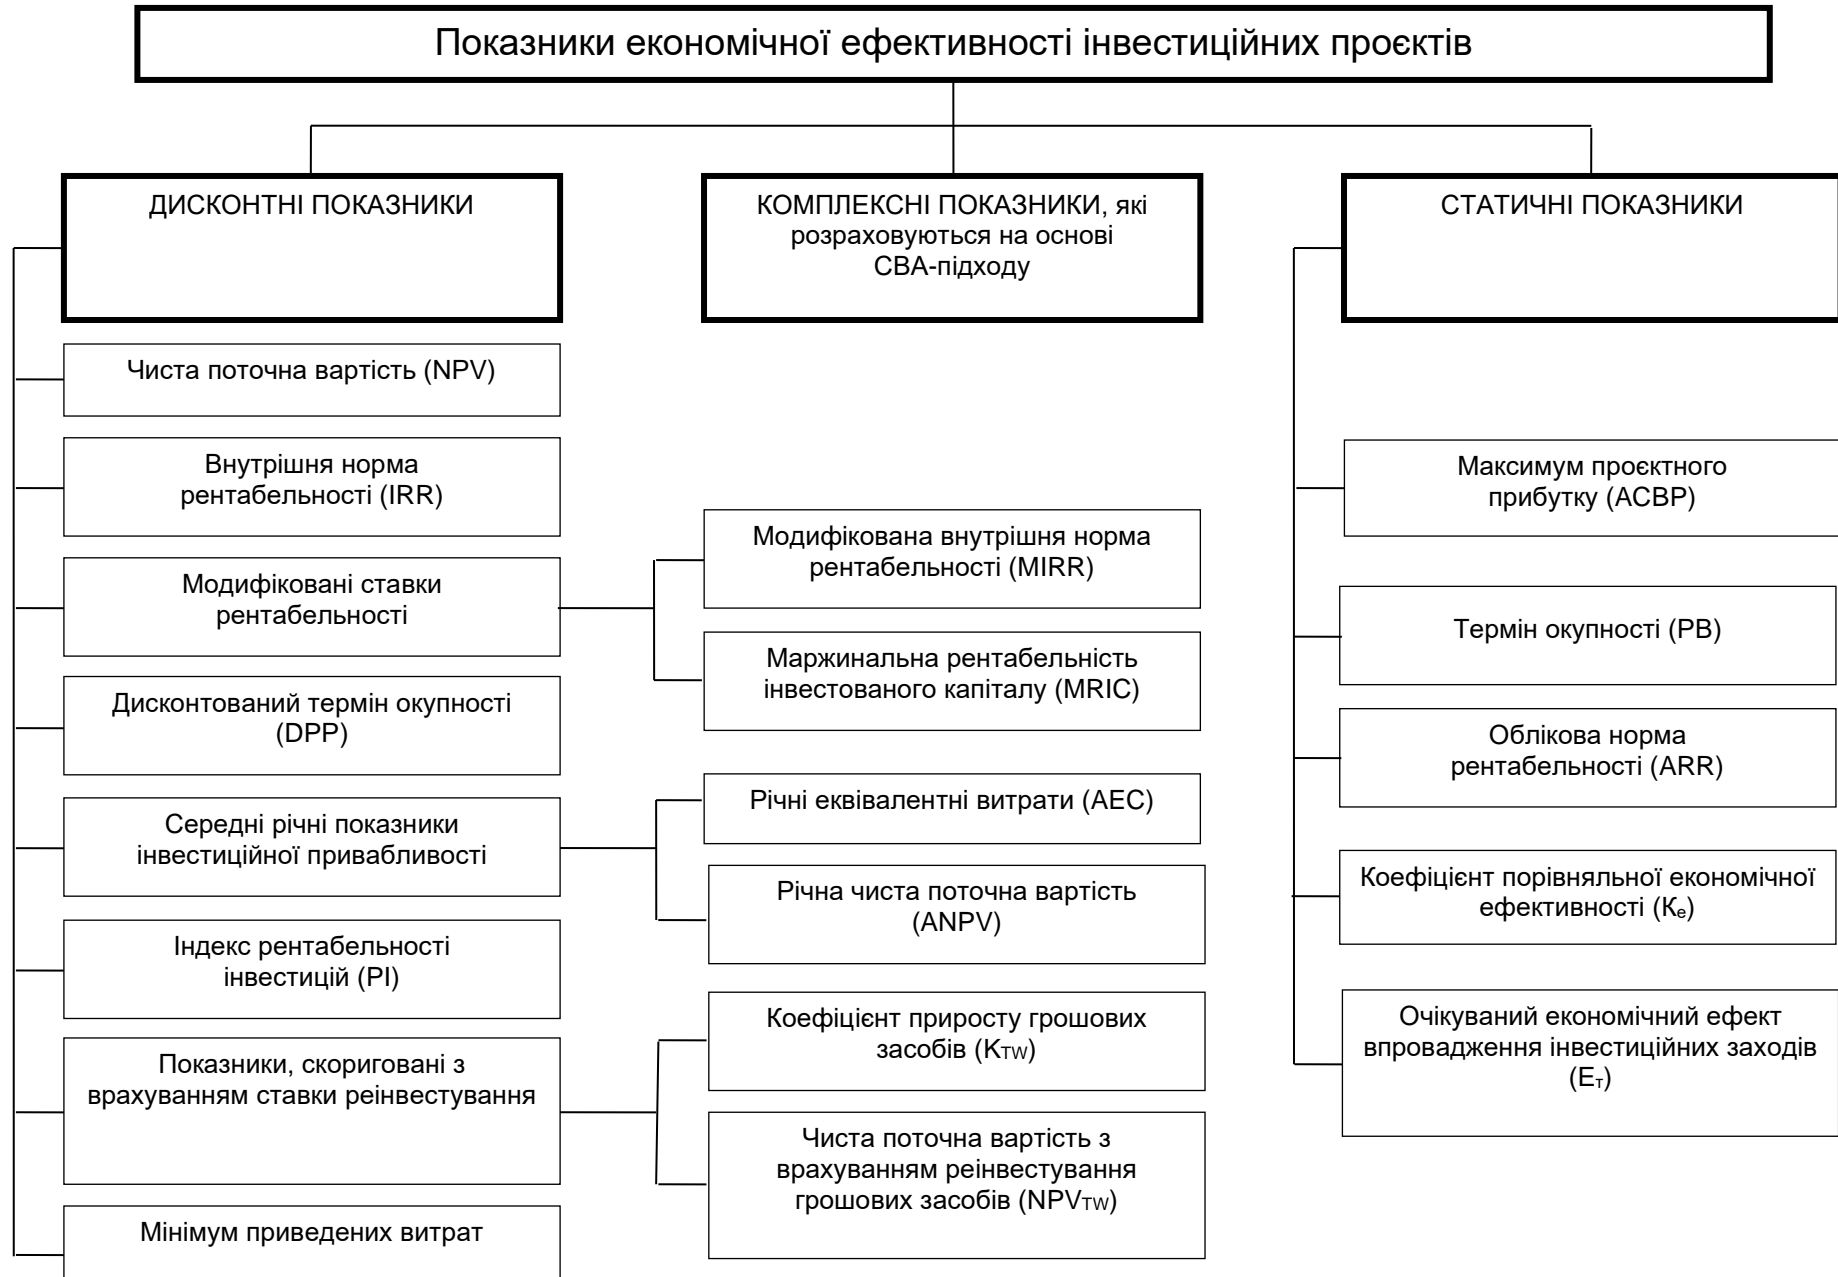 Показники економічної ефективності інвестиційних проєктів
ДИСКОНТНІ ПОКАЗНИКИ
КОМПЛЕКСНІ ПОКАЗНИКИ, які
розраховуються на основі
СВА-підходу
СТАТИЧНІ ПОКАЗНИКИ
Чиста поточна вартість (NPV)
Внутрішня норма
рентабельності (IRR)
Модифіковані ставки
рентабельності
Дисконтований термін окупності
(DPP)
Середні річні показники
інвестиційної привабливості
Індекс рентабельності
інвестицій (PI)
Показники, скориговані з
врахуванням ставки реінвестування
Мінімум приведених витрат
Модифікована внутрішня норма
рентабельності (MIRR)
Маржинальна рентабельність
інвестованого капіталу (MRIC)
Річні еквівалентні витрати (АЕС)
Річна чиста поточна вартість
(ANPV)
Коефіцієнт приросту грошових
засобів (KTW)
Чиста поточна вартість з
врахуванням реінвестування
грошових засобів (NPVTW)
Максимум проєктного
прибутку (ACBP)
Термін окупності (PB)
Облікова норма
рентабельності (ARR)
Коефіцієнт порівняльної економічної
ефективності (Ке)
Очікуваний економічний ефект
впровадження інвестиційних заходів
(Ет)